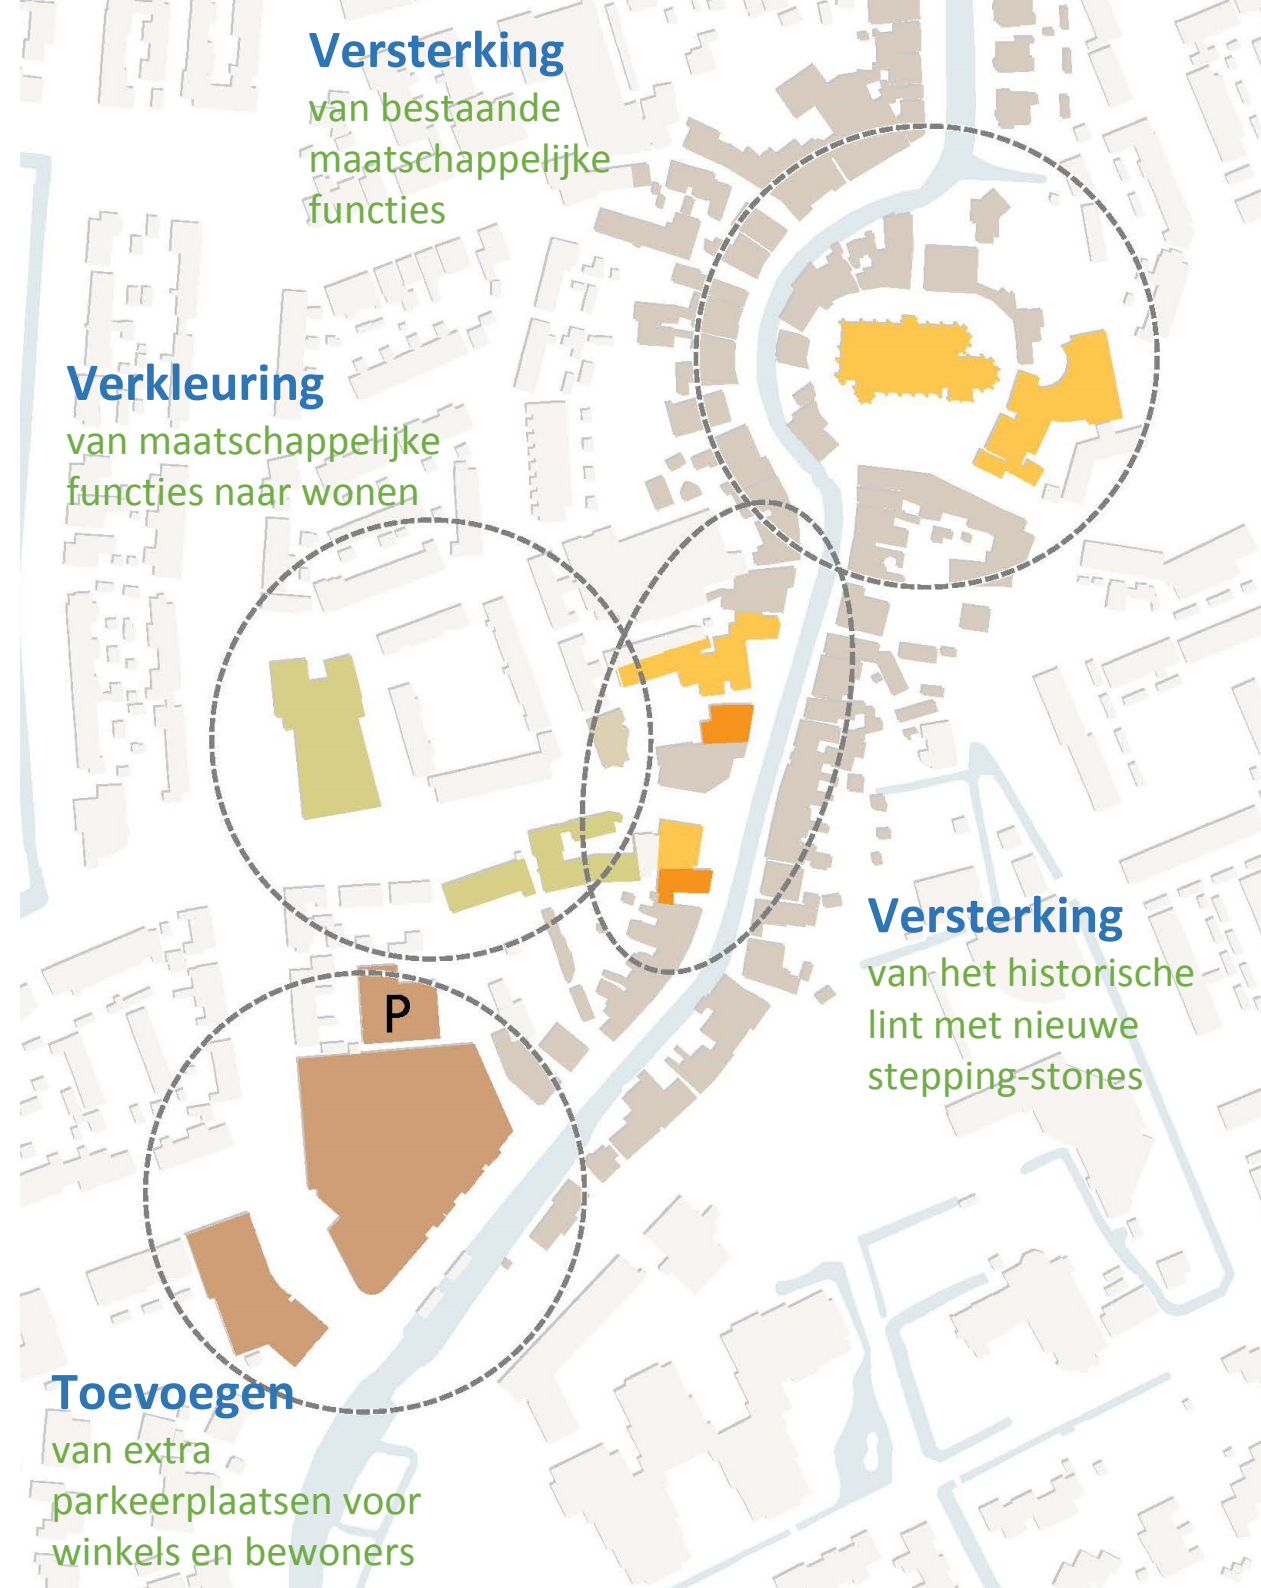 Versterking
van bestaande
maatschappelijke
functies
Verkleuring
van maatschappelijke
functies naar wonen
Versterking
van het historische
lint met nieuwe
stepping-stones
P
Toevoegen
van extra
parkeerplaatsen voor
winkels en bewoners